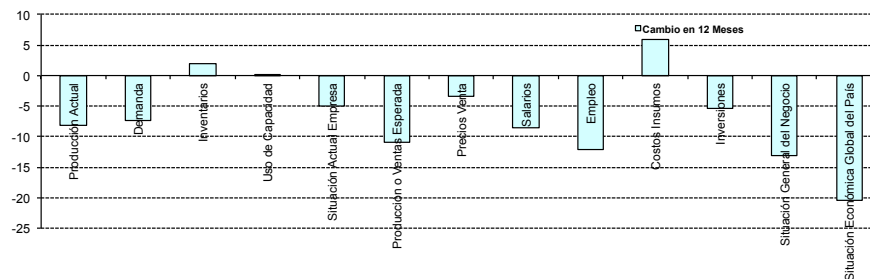 10
5
0
-5
-10
-15
-20
-25
Cambio en 12 Meses
Producción Actual
Demanda
Inventarios
Uso de Capacidad
Situación Actual Empresa
Producción o Ventas Esperada
Precios Venta
Salarios
Empleo
Costos Insumos
Inversiones
Situación General del Negocio
Situación Económica Global del País